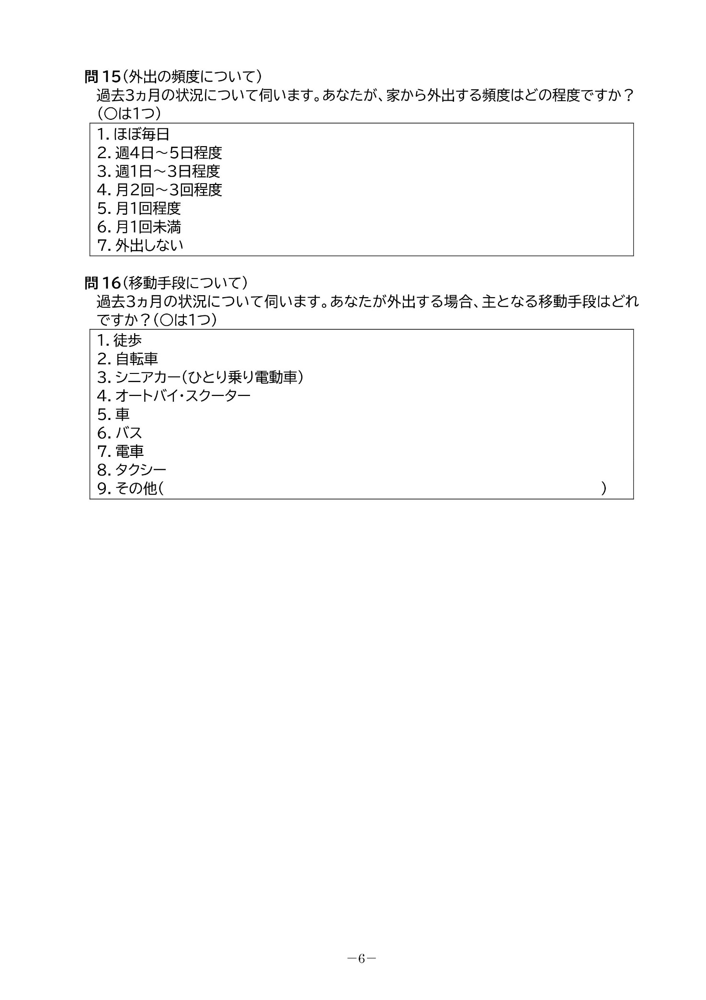 問15（外出の頻度について）
過去3ヵ月の状況について伺います。あなたが、家から外出する頻度はどの程度ですか？
（〇は1つ）
1. ほぼ毎日
2. 週4日～5日程度
3. 週1日～3日程度
4. 月2回～3回程度
5. 月1回程度
6. 月1回未満
7. 外出しない
問16（移動手段について）
過去3ヵ月の状況について伺います。あなたが外出する場合、主となる移動手段はどれ
ですか？（〇は1つ）
1. 徒歩
2. 自転車
3. シニアカー（ひとり乗り電動車）
4. オートバイ・スクーター
5. 車
6. バス
7. 電車
8. タクシー
9. その他（　　　　　　　　　　　　　　　　　　　　）
－6－